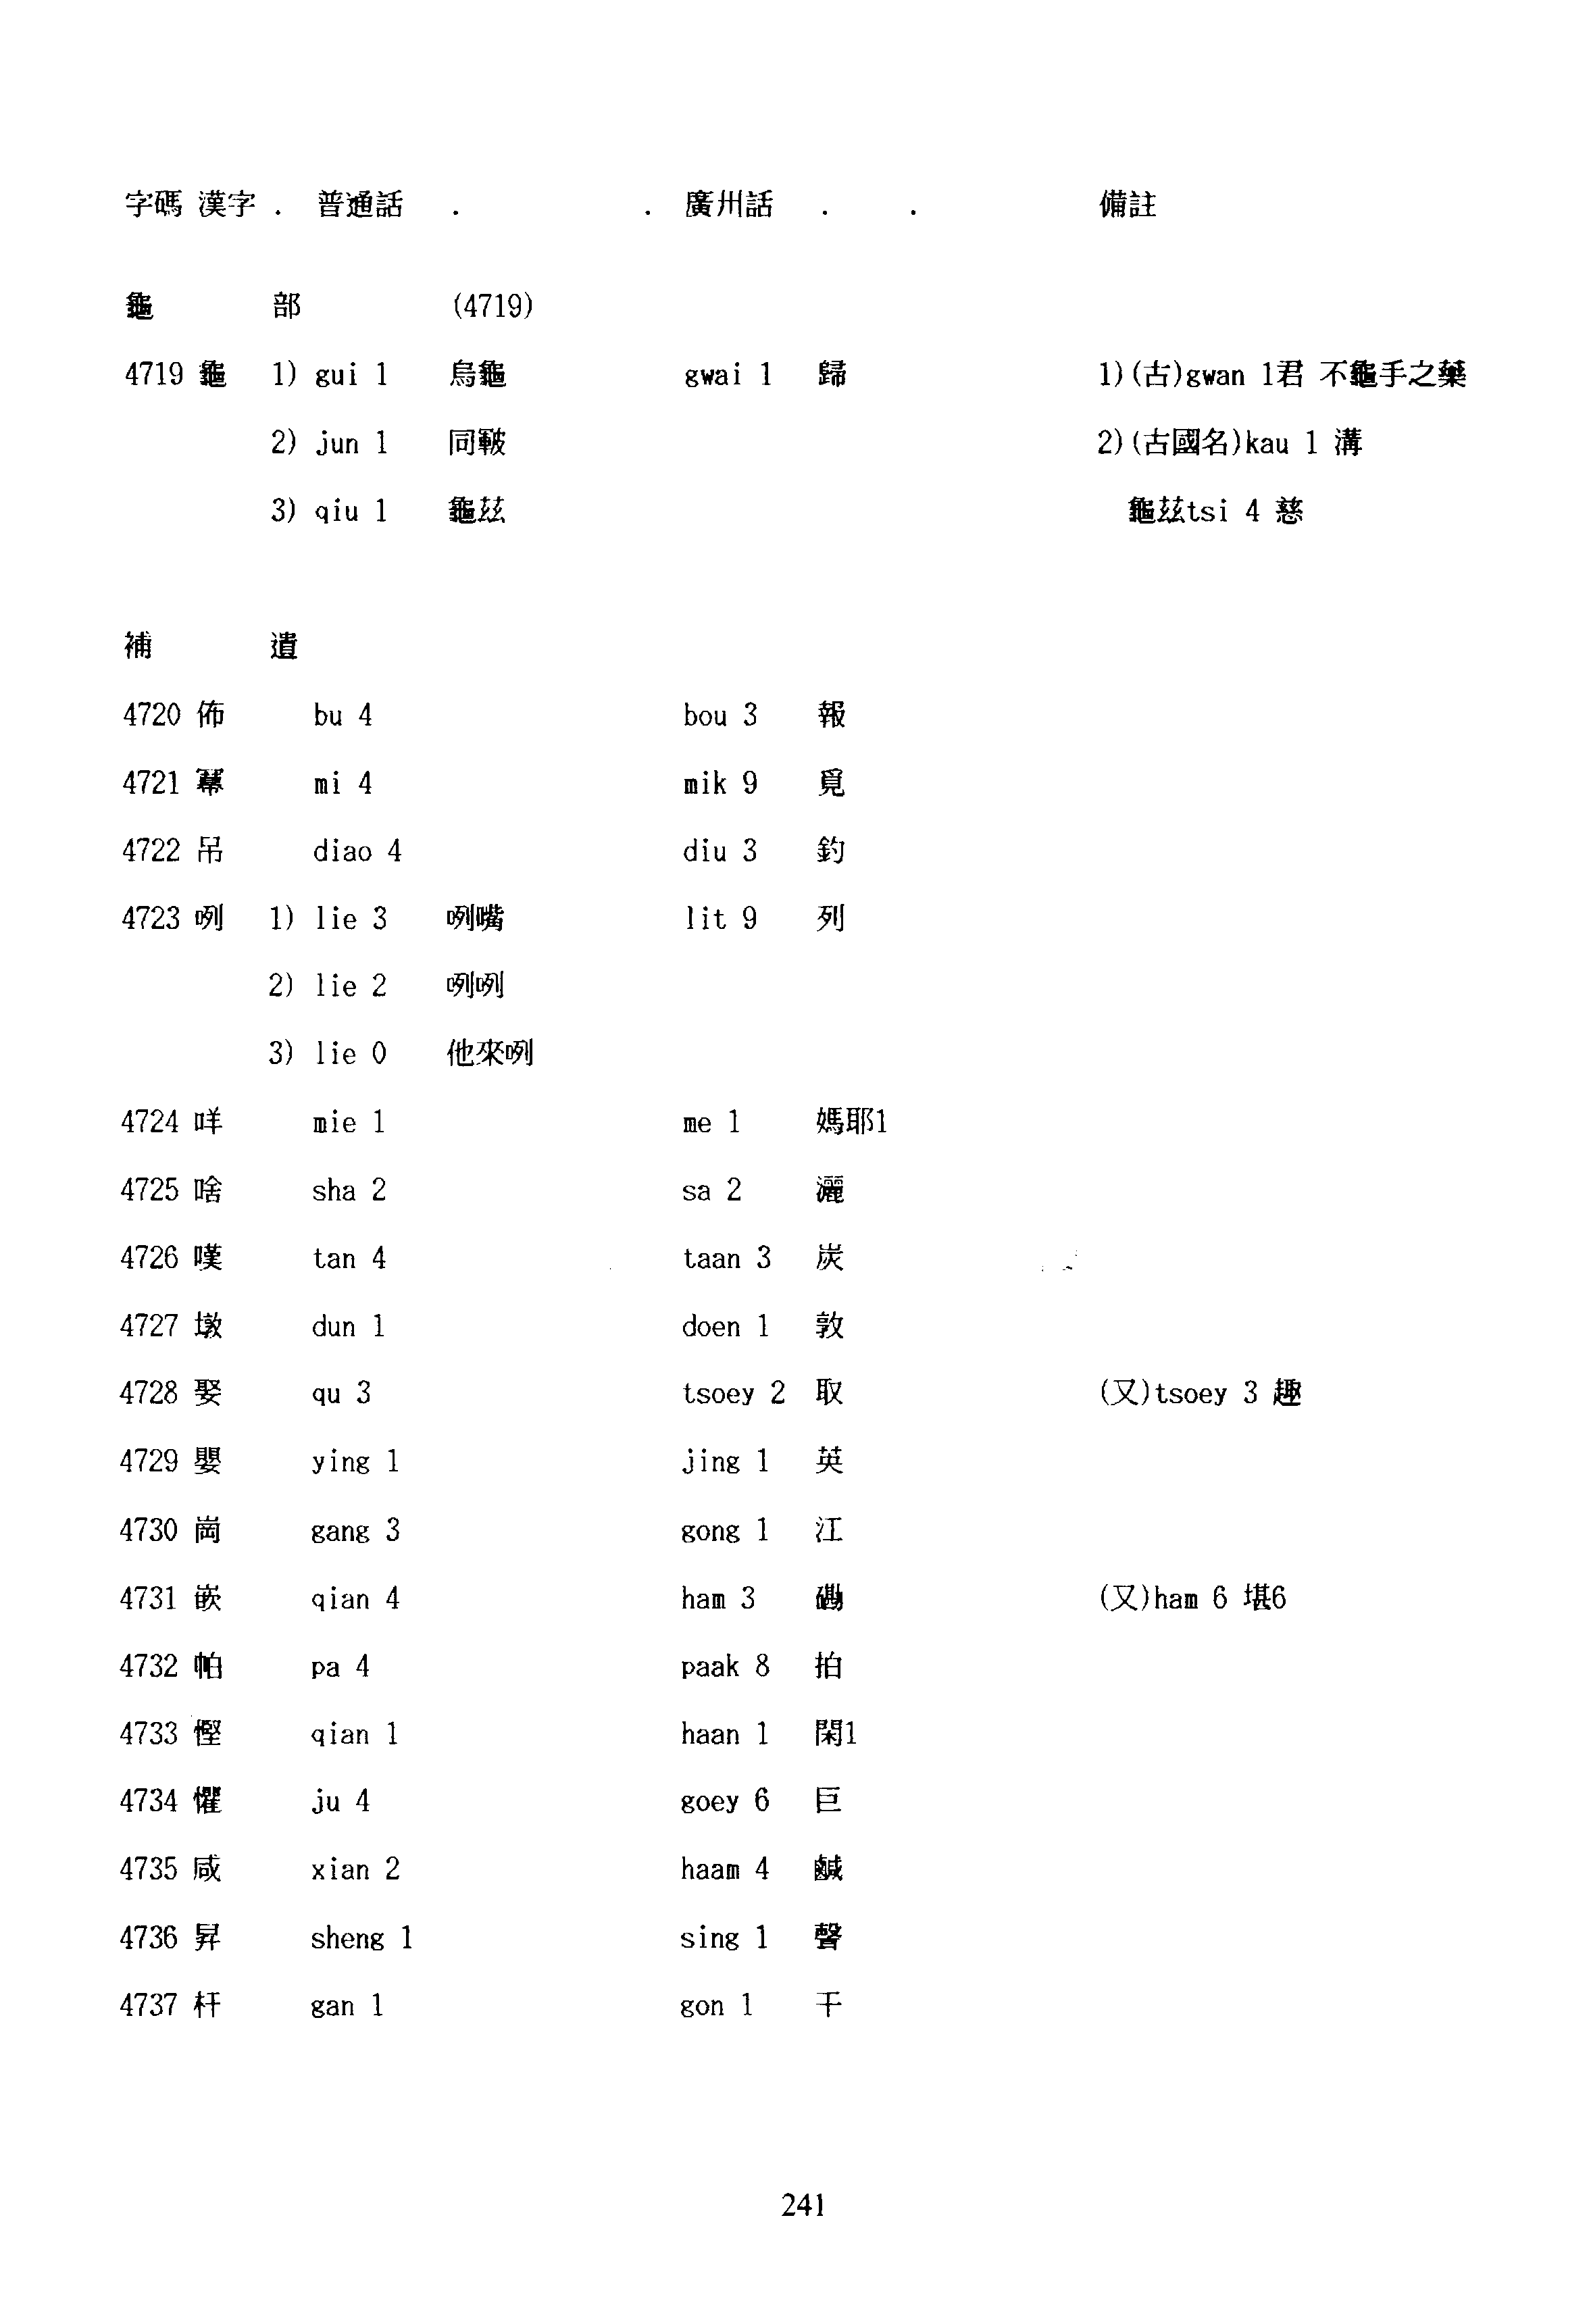 字碼 漢字 . 普通話 . . 廣州話 . . 備註
龜 部 (4719)
4719 龜 1) gui 1 烏龜 gwai 1 歸 1)(古)gwan 1君 不龜手之藥
2) jun 1 同皸 2)(古國名)kau 1 溝
3) qiu 1 龜茲 龜茲tsi 4 慈
補 遺
4720 佈 bu 4 bou 3 報
4721 冪 mi 4 mik 9 覓
4722 吊 diao 4 diu 3 釣
4723 咧 1) lie 3 咧嘴 lit 9 列
2) lie 2 咧咧
3) lie 0 他來咧
4724 咩 mie 1 me 1 媽耶1
4725 啥 sha 2 sa 2 灑
4726 嘆 tan 4 taan 3 炭
4727 墩 dun 1 doen 1 敦
4728 娶 qu 3 tsoey 2 取 (又)tsoey 3 趣
4729 嬰 ying 1 jing 1 英
4730 崗 gang 3 gong 1 江
4731 嵌 qian 4 ham 3 (又)ham 6 堪6
4732 帕 pa 4 paak 8 拍
4733 慳 qian 1 haan 1 閑1
4734 懼 ju 4 goey 6 巨
4735 咸 xian 2 haam 4 鹹
4736 昇 sheng 1 sing 1 聲
4737 杆 gan 1 gon 1 干
241